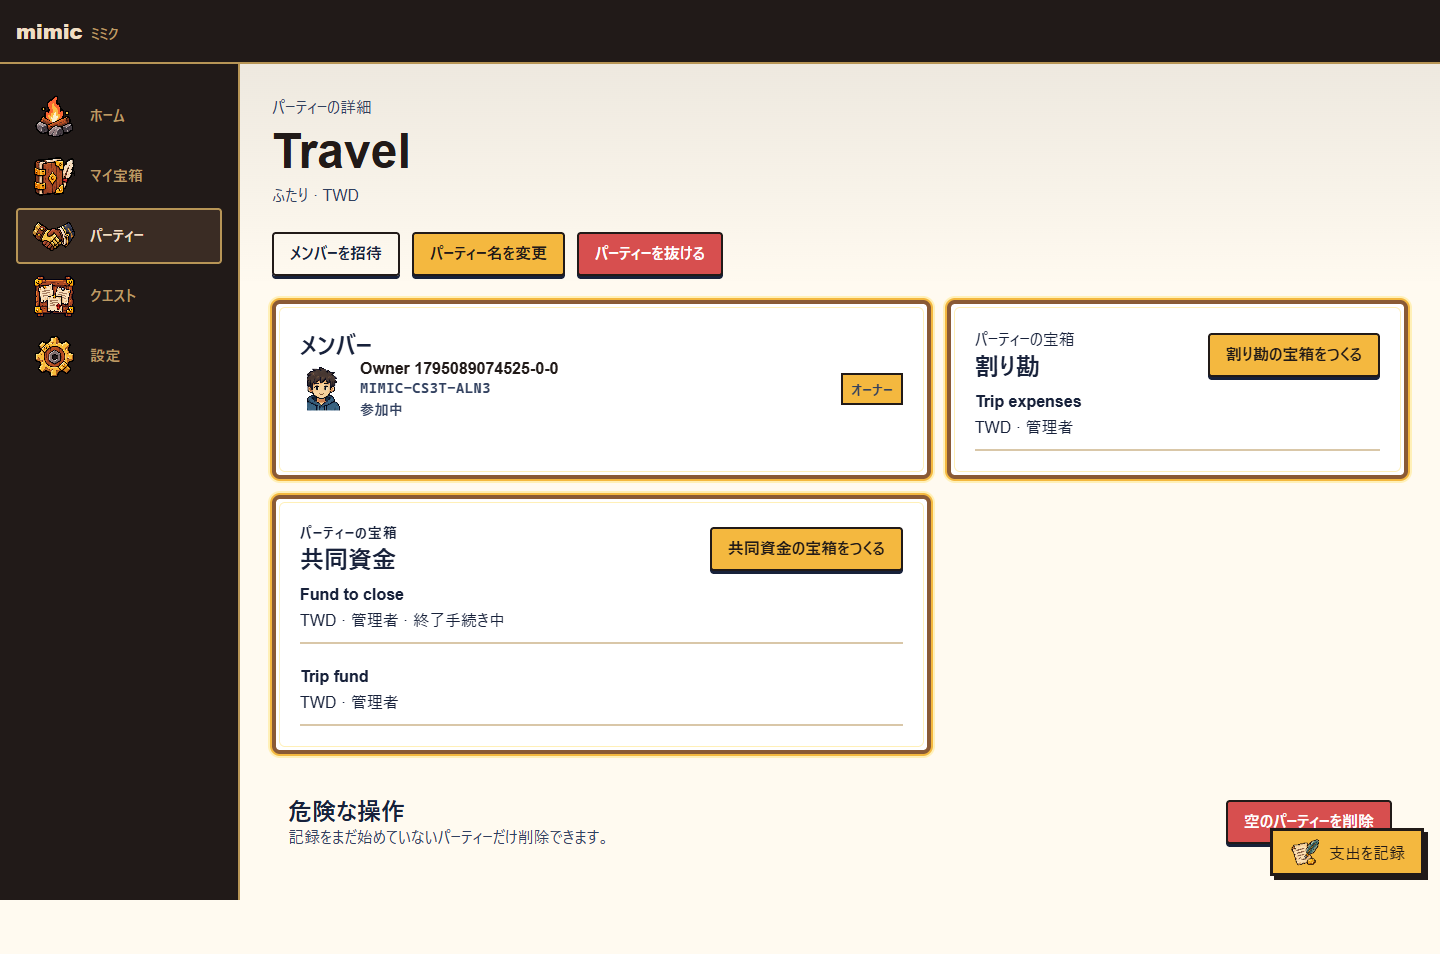 mimic ミミク
ホーム
マイ宝箱
パーティー
クエスト
設定
パーティーの詳細
Travel
ふたり · TWD
メンバーを招待
パーティー名を変更
パーティーを抜ける
メンバー
Owner 1795089074525-0-0
MIMIC-CS3T-ALN3
参加中
オーナー
パーティーの宝箱
割り勘
割り勘の宝箱をつくる
Trip expenses
TWD · 管理者
パーティーの宝箱
共同資金
共同資金の宝箱をつくる
Fund to close
TWD · 管理者 · 終了手続き中
Trip fund
TWD · 管理者
危険な操作
記録をまだ始めていないパーティーだけ削除できます。
空のパーティーを削除
支出を記録